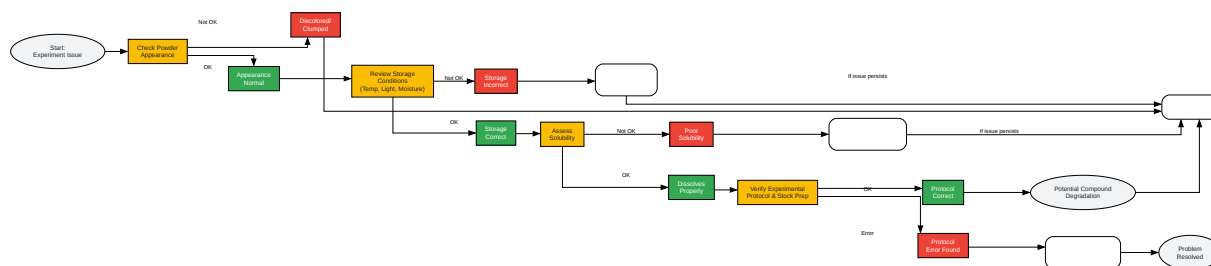 Start:
Experiment Issue
Check Powder
Appearance
Not OK
Discolored/
Clumped
OK
Appearance
Normal
Review Storage
Conditions
(Temp, Light, Moisture)
Not OK
Storage
Incorrect
If issue persists
OK
Storage
Correct
Assess
Solubility
Not OK
Poor
Solubility
If issue persists
OK
Dissolves
Properly
Verify Experimental
Protocol & Stock Prep
OK
Protocol
Correct
Potential Compound
Degradation
Error
Protocol
Error Found
Problem
Resolved